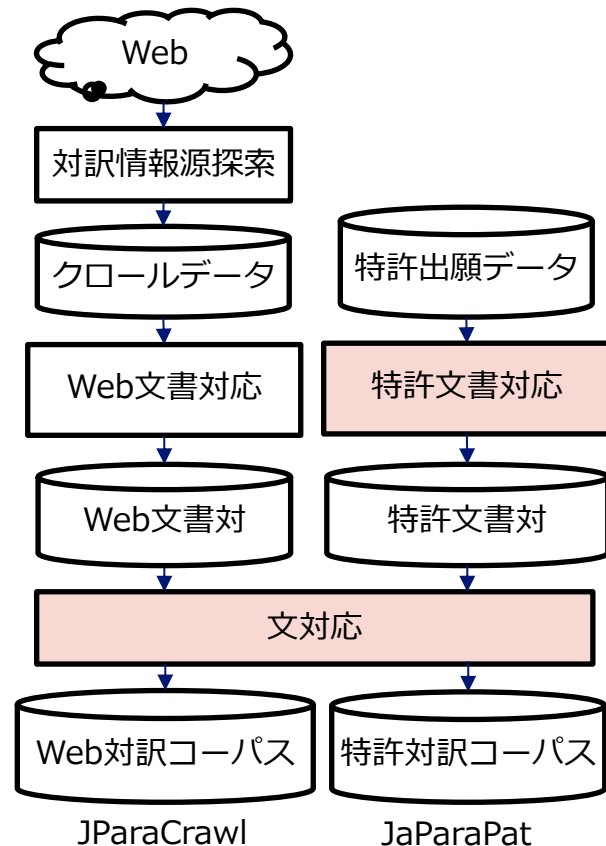 Web
対訳情報源探索
クロールデータ
特許出願データ
Web文書対応
特許文書対応
Web文書対
特許文書対
文対応
Web対訳コーパス
特許対訳コーパス
JParaCrawl
JaParaPat